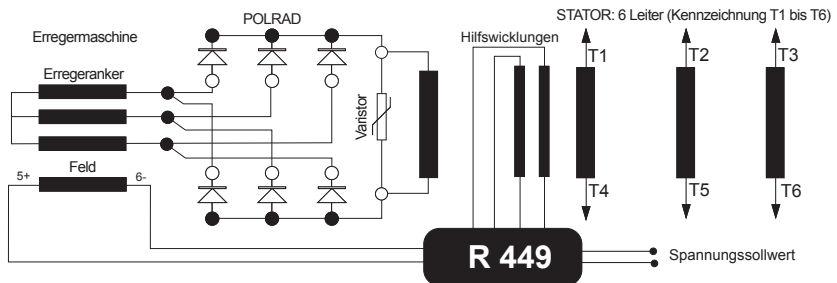 STATOR: 6 Leiter (Kennzeichnung T1 bis T6)
POLRAD
Erregermaschine
Hilfswicklungen
T1
T2
T3
Erregeranker
Varistor
Feld
5+
6-
T4
T5
T6
R 449
Spannungssollwert